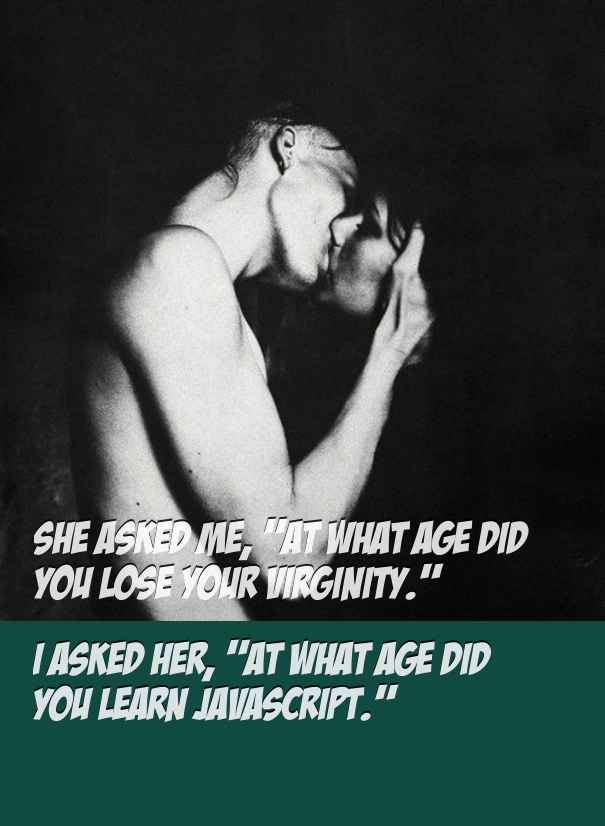 SHE ASKED ME, "AT WHAT AGE DID
YOU LOSE YOUR VIRGINITY."
I ASKED HER, "AT WHAT AGE DID
YOU LEARN JAVASCRIPT."